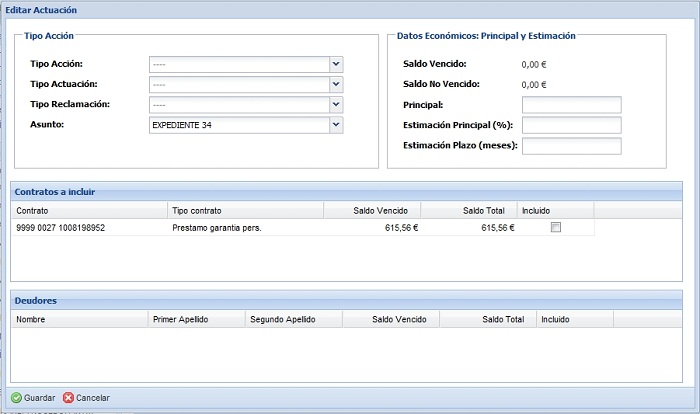 Editar Actuación
Tipo Acción
Tipo Acción: ----
Tipo Actuación: ----
Tipo Reclamación: ----
Asunto: EXPEDIENTE 34
Datos Económicos: Principal y Estimación
Saldo Vencido: 0,00 €
Saldo No Vencido: 0,00 €
Principal:
Estimación Principal (%):
Estimación Plazo (meses):
Contratos a incluir
Contrato Tipo contrato Saldo Vencido Saldo Total Incluido
9999 0027 1008198952 Prestamo garantia pers. 615,56 € 615,56 €
Deudores
Nombre Primer Apellido Segundo Apellido Saldo Vencido Saldo Total Incluido
Guardar Cancelar